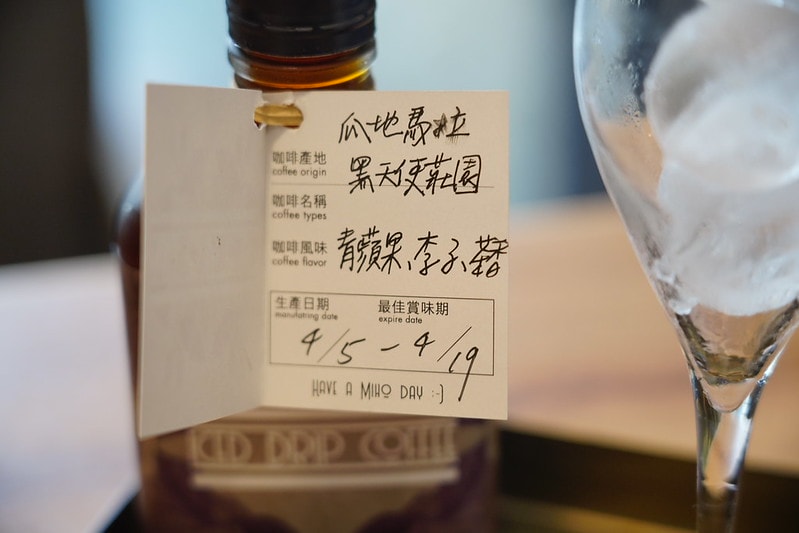 瓜地馬拉
咖啡產地
coffee origin
黑天使莊園
咖啡名稱
coffee types
咖啡風味
coffee flavor
青蘋果、李子、
生產日期
manufatring date
最佳賞味期
expire date
4/5 - 4/19
HAVE A MIHO DAY :-)
ICED DRIP COFFEE